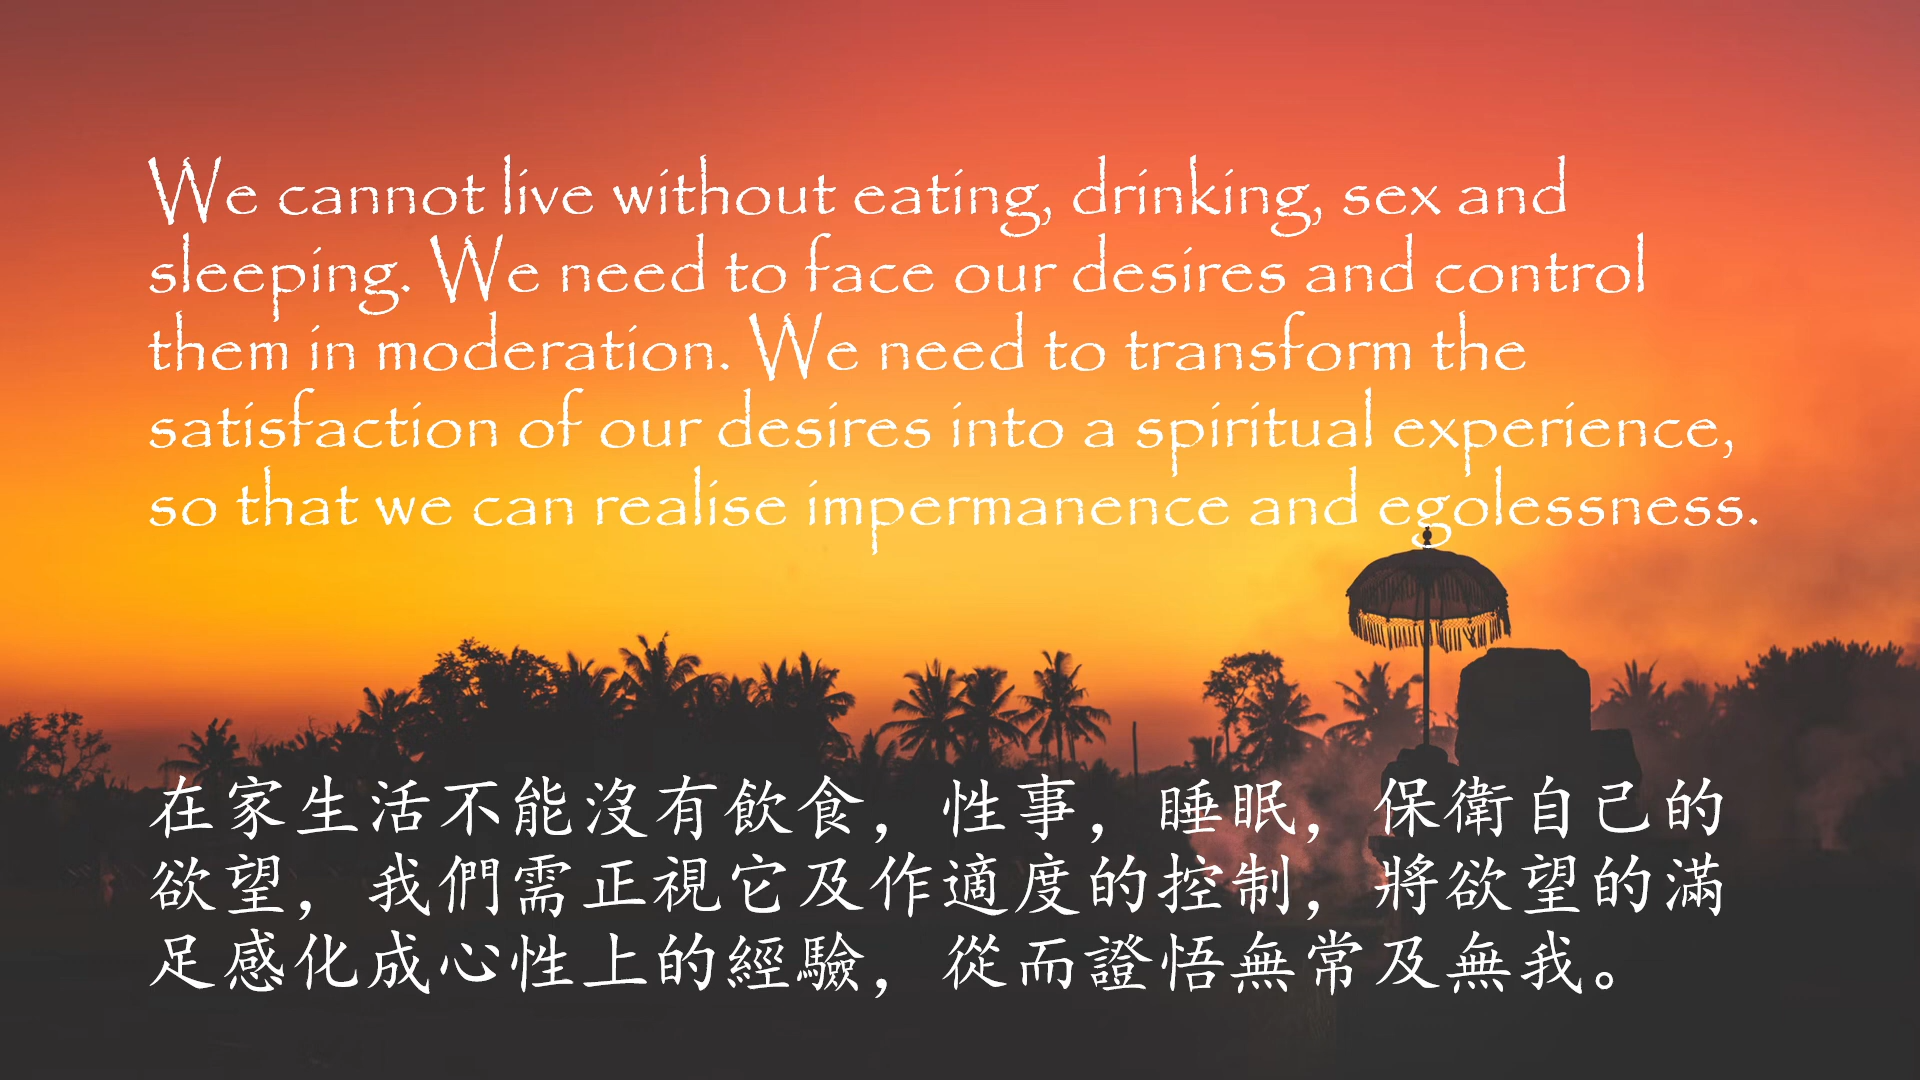 We cannot live without eating, drinking, sex and
sleeping. We need to face our desires and control
them in moderation. We need to transform the
satisfaction of our desires into a spiritual experience,
so that we can realise impermanence and egolessness.
在家生活不能沒有飲食，性事，睡眠，保衛自己的
欲望，我們需正視它及作適度的控制，將欲望的滿
足感化成心性上的經驗，從而證悟無常及無我。